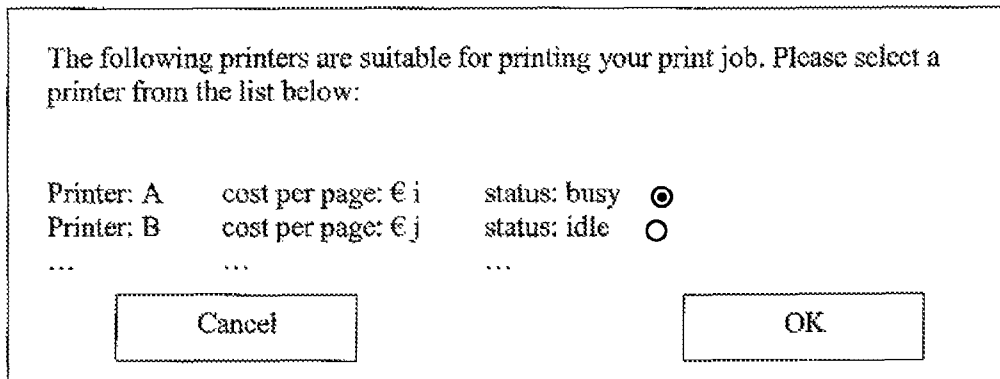 The following printers are suitable for printing your print job. Please select a
printer from the list below:
Printer: A cost per page: € i status: busy
Printer: B cost per page: € j status: idle
... ... ...
Cancel OK